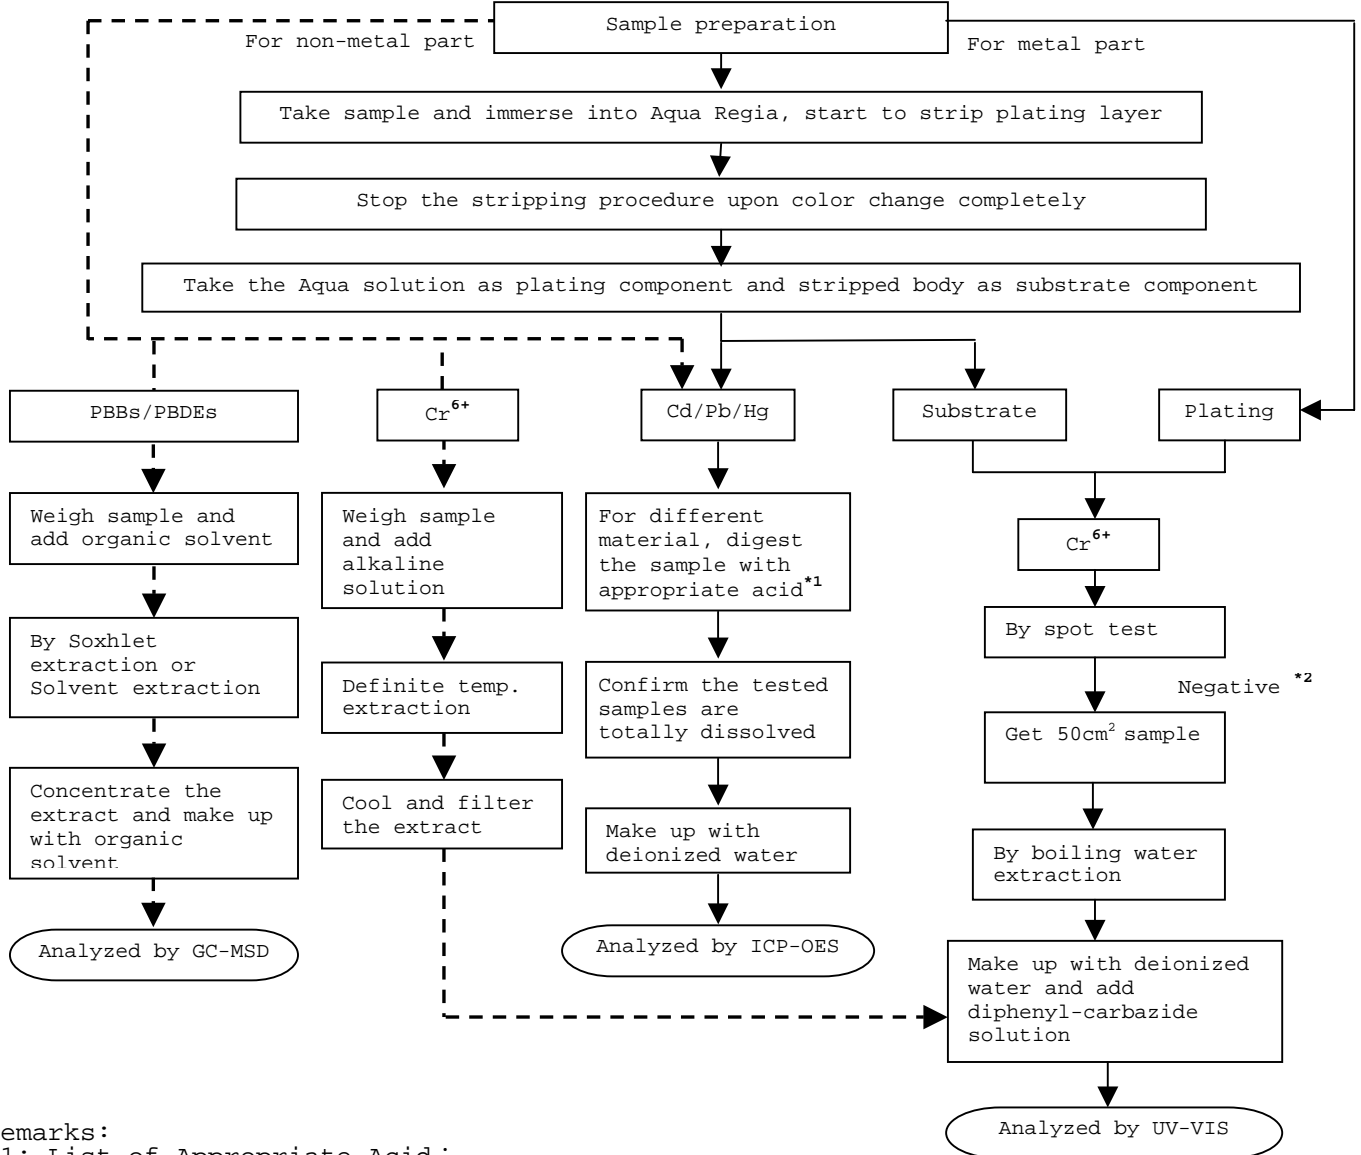 Sample preparation
For non-metal part
For metal part
Take sample and immerse into Aqua Regia, start to strip plating layer
Stop the stripping procedure upon color change completely
Take the Aqua solution as plating component and stripped body as substrate component
PBBs/PBDEs
Cr6+
Cd/Pb/Hg
Substrate
Plating
Weigh sample and
add organic solvent
By Soxhlet
extraction or
Solvent extraction
Concentrate the
extract and make up
with organic
solvent
Analyzed by GC-MSD
Weigh sample
and add
alkaline
solution
Definite temp.
extraction
Cool and filter
the extract
For different
material, digest
the sample with
appropriate acid*1
Confirm the tested
samples are
totally dissolved
Make up with
deionized water
Analyzed by ICP-OES
Cr6+
By spot test
Negative *2
Get 50cm2 sample
By boiling water
extraction
Make up with deionized
water and add
diphenyl-carbazide
solution
Analyzed by UV-VIS
emarks:
1: List of Appropriate Acid: